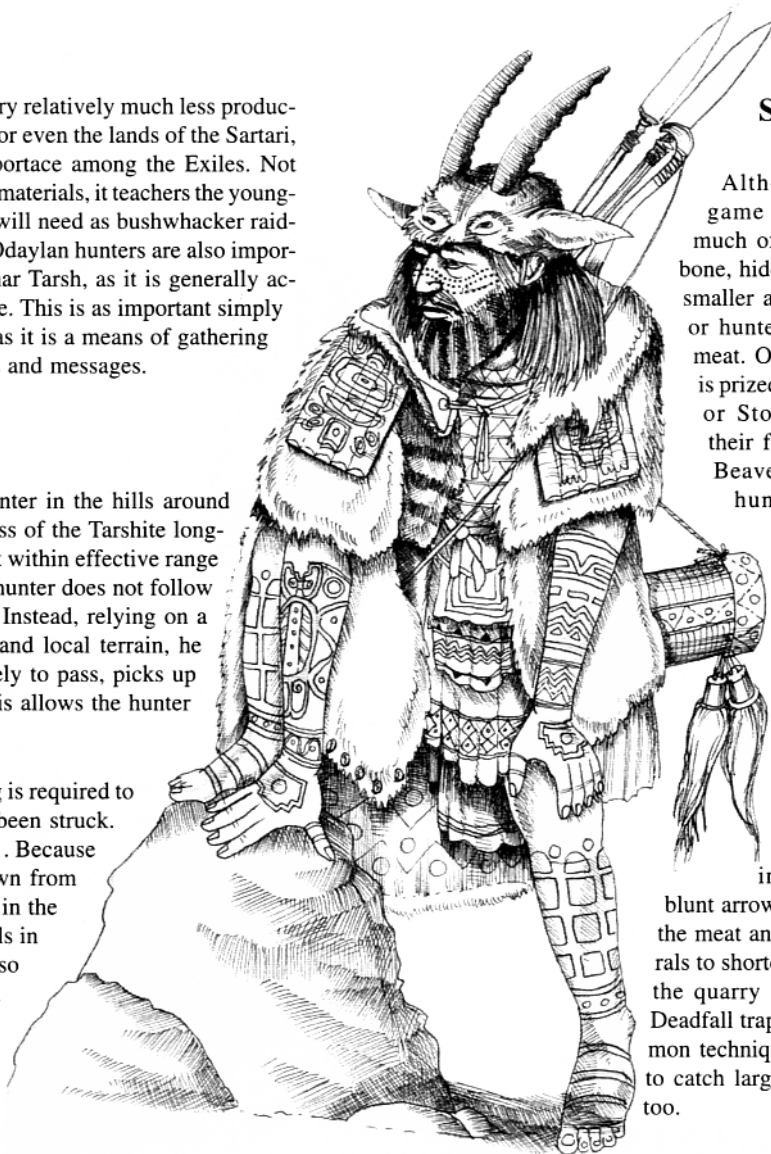 ry relatively much less produc-
or even the lands of the Sartari,
portace among the Exiles. Not
materials, it teachers the young-
will need as bushwhacker raid-
Odaylan hunters are also impor-
ar Tarsh, as it is generally ac-
e. This is as important simply
as it is a means of gathering
and messages.
nter in the hills around
ss of the Tarshite long-
within effective range
hunter does not follow
Instead, relying on a
and local terrain, he
ely to pass, picks up
is allows the hunter
g is required to
been struck.
. Because
wn from
in the
ls in
so
S
Alth
game
much of
bone, hid
smaller a
or hunte
meat. O
is prized
or Sto
their f
Beave
hun
in
blunt arrow
the meat an
rals to short
the quarry
Deadfall trap
mon techniq
to catch larg
too.